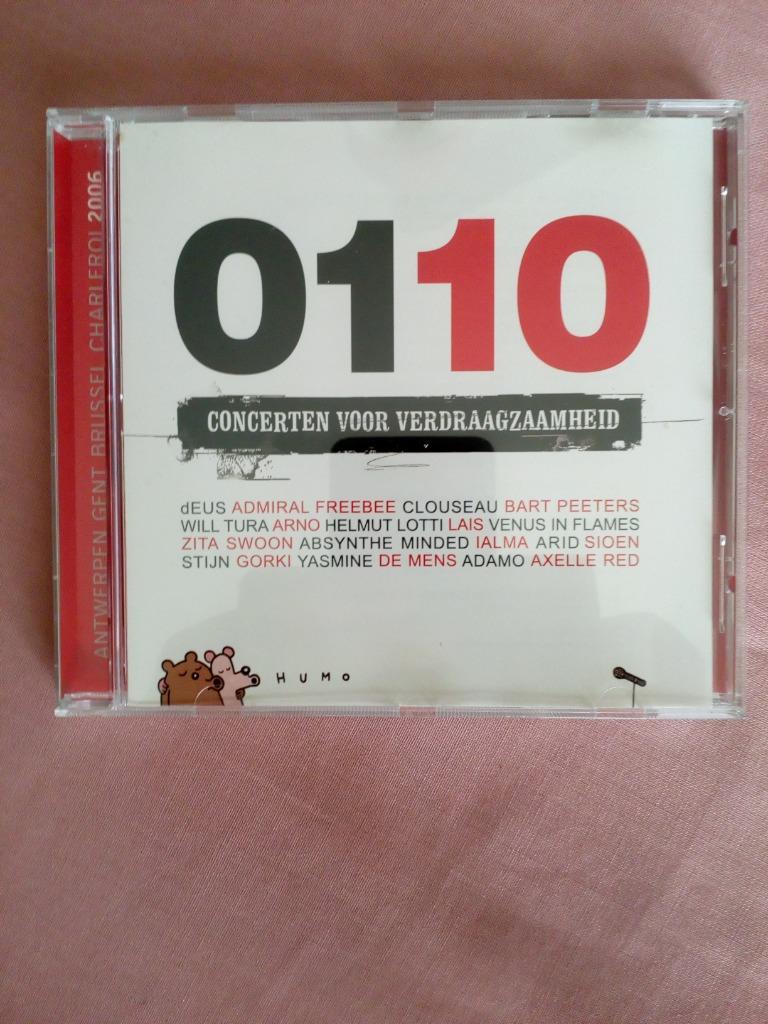 ANTWERPEN GENT BRUSSEL CHARLEROI 2006
0110
CONCERTEN VOOR VERDRAAGZAAMHEID
dEUS ADMIRAL FREEBEE CLOUSEAU BART PEETERS
WILL TURA ARNO HELMUT LOTTI LAIS VENUS IN FLAMES
ZITA SWOON ABSYNTHE MINDED IALMA ARID SIOEN
STIJN GORKI YASMINE DE MENS ADAMO AXELLE RED
HUMO